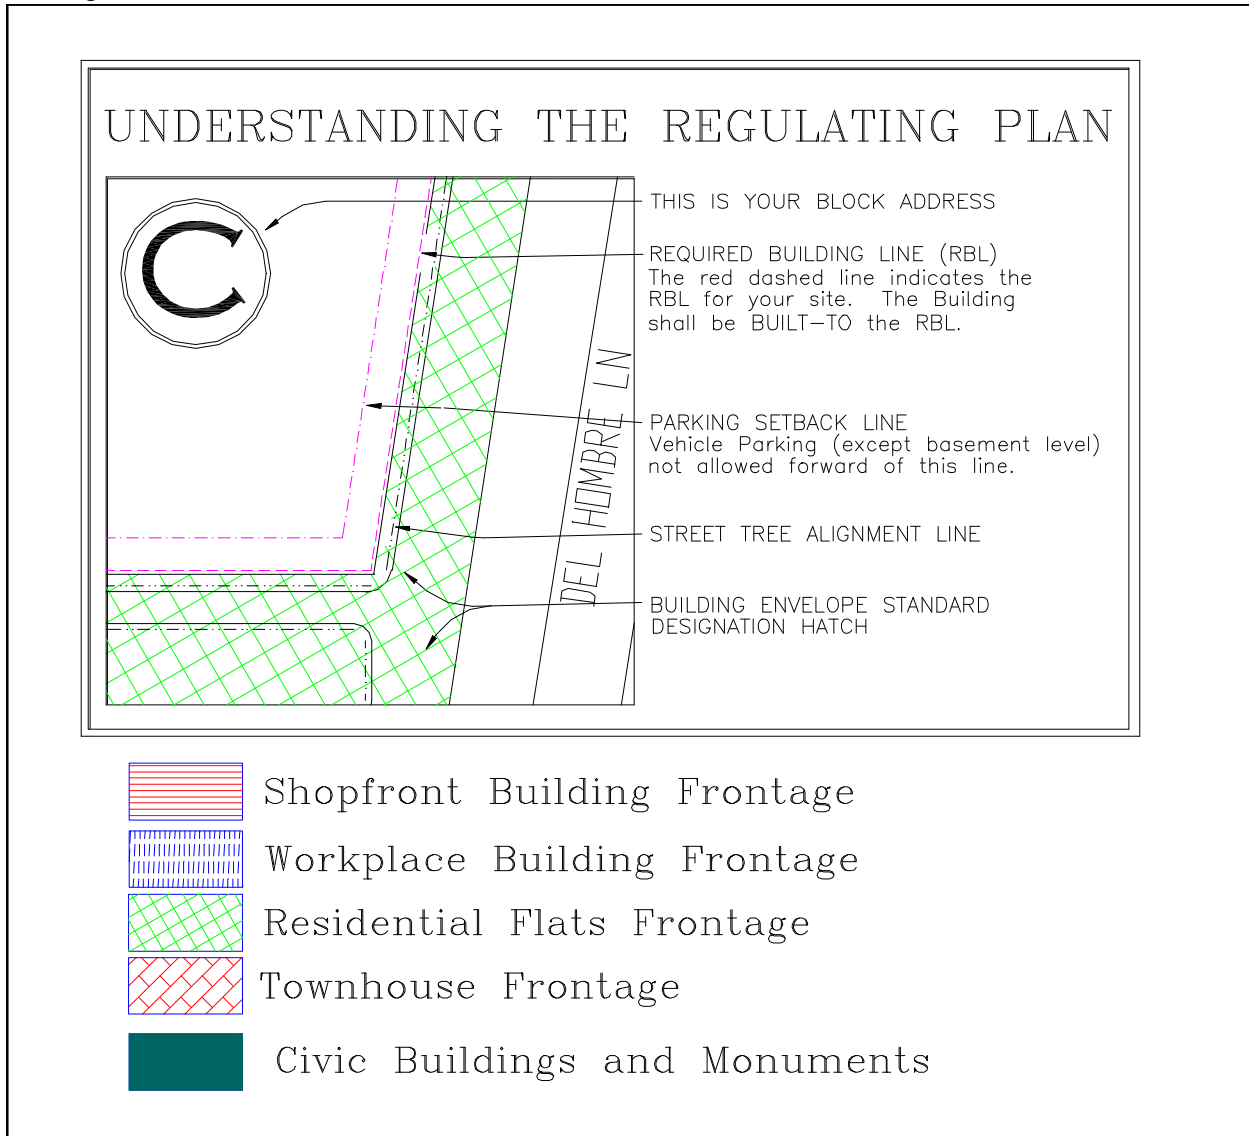 UNDERSTANDING THE REGULATING PLAN
C
THIS IS YOUR BLOCK ADDRESS
REQUIRED BUILDING LINE (RBL)
The red dashed line indicates the
RBL for your site. The Building
shall be BUILT-TO the RBL.
PARKING SETBACK LINE
Vehicle Parking (except basement level)
not allowed forward of this line.
STREET TREE ALIGNMENT LINE
BUILDING ENVELOPE STANDARD
DESIGNATION HATCH
DEL HOMBRE LN
Shopfront Building Frontage
Workplace Building Frontage
Residential Flats Frontage
Townhouse Frontage
Civic Buildings and Monuments